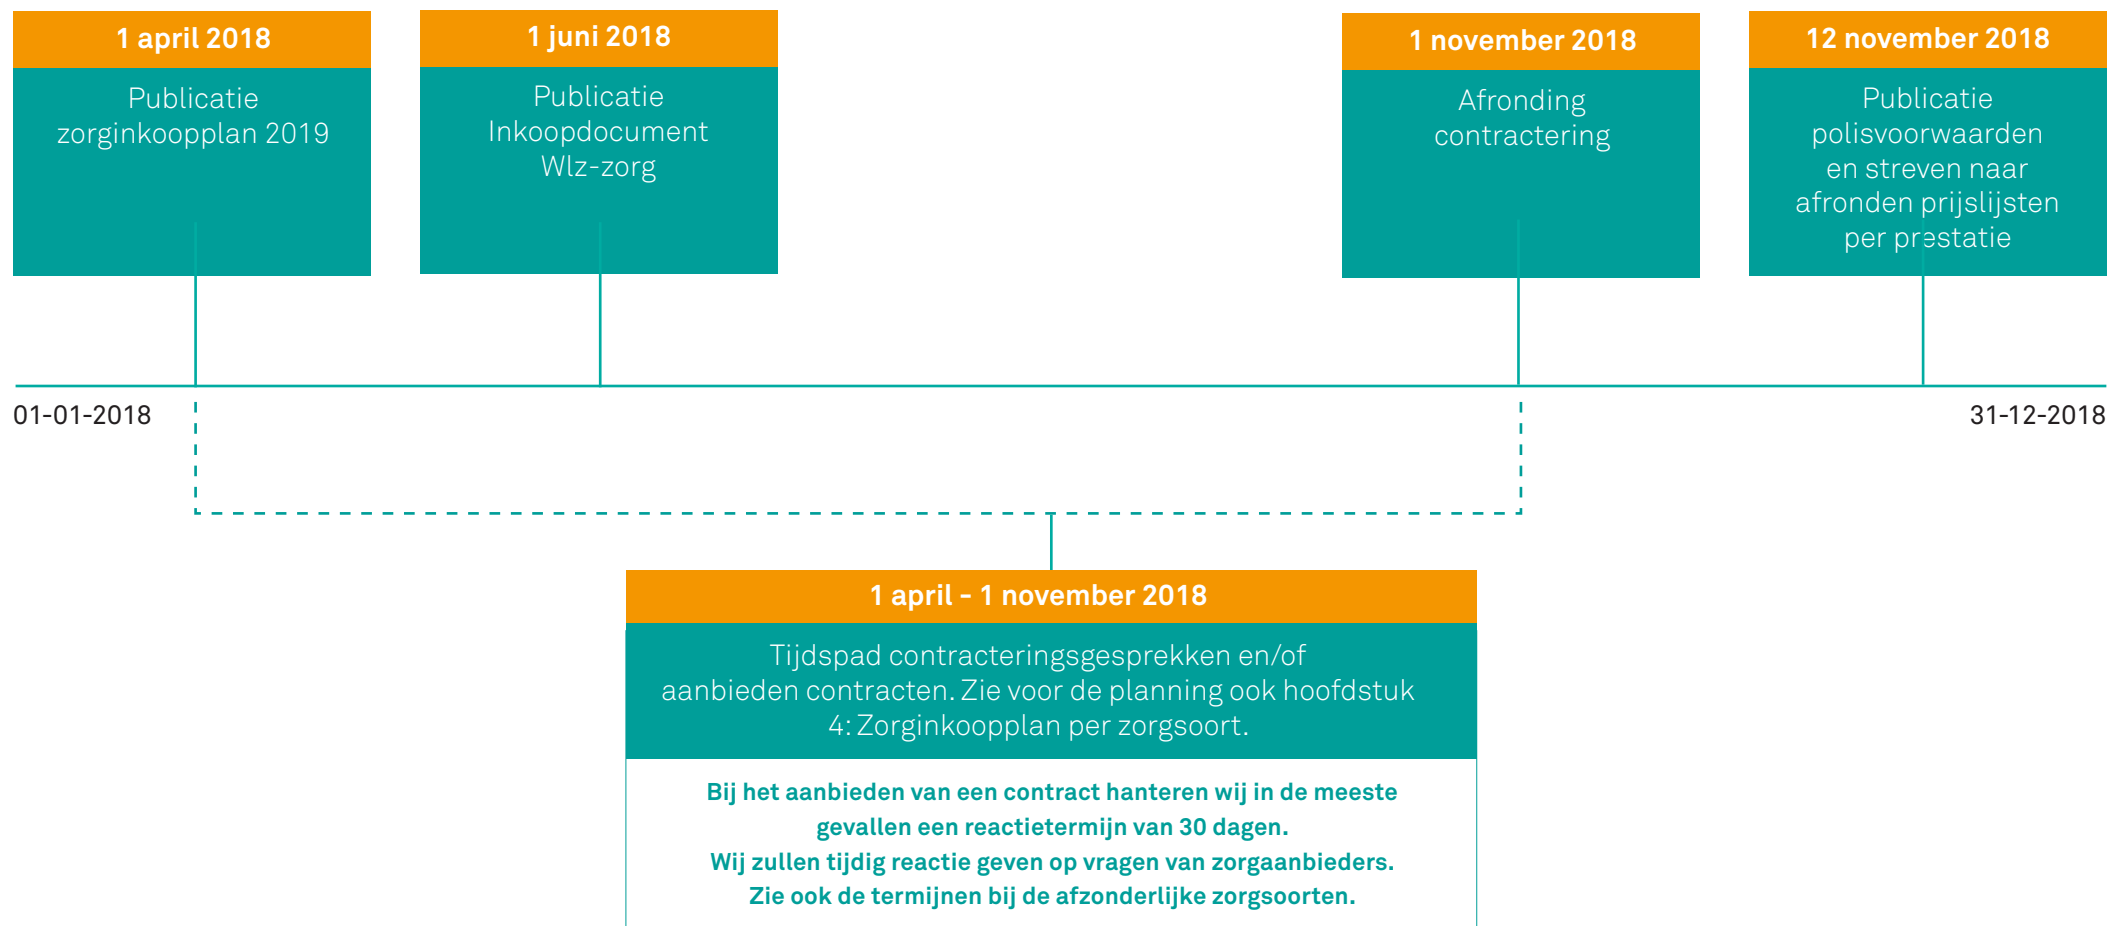 1 april 2018
Publicatie
zorginkoopplan 2019
1 juni 2018
Publicatie
Inkoopdocument
Wlz-zorg
1 november 2018
Afronding
contractering
12 november 2018
Publicatie
polisvoorwaarden
en streven naar
afronden prijslijsten
per prestatie
01-01-2018
31-12-2018
1 april - 1 november 2018
Tijdspad contracteringsgesprekken en/of
aanbieden contracten. Zie voor de planning ook hoofdstuk
4: Zorginkoopplan per zorgsoort.
Bij het aanbieden van een contract hanteren wij in de meeste
gevallen een reactietermijn van 30 dagen.
Wij zullen tijdig reactie geven op vragen van zorgaanbieders.
Zie ook de termijnen bij de afzonderlijke zorgsoorten.